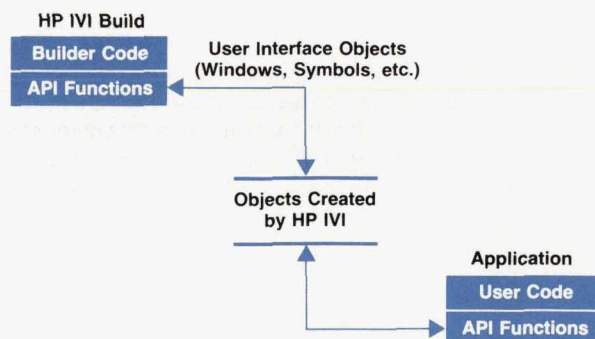 HP IVI Build
Builder Code
API Functions
User Interface Objects
(Windows, Symbols, etc.)
Objects Created
by HP IVI
Application
User Code
API Functions